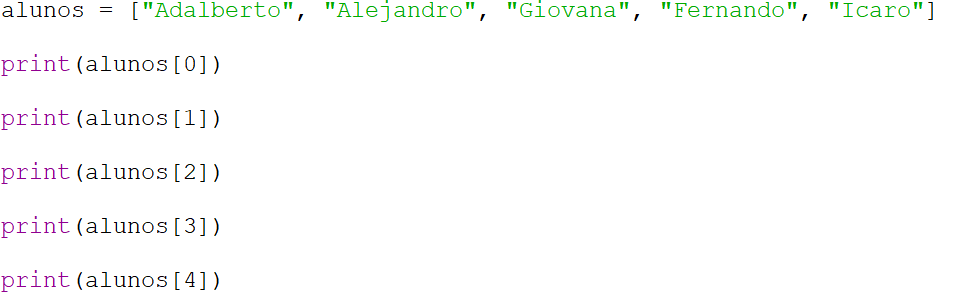 alunos = ["Adalberto", "Alejandro", "Giovana", "Fernando", "Icaro"]
print(alunos[0])
print(alunos[1])
print(alunos[2])
print(alunos[3])
print(alunos[4])